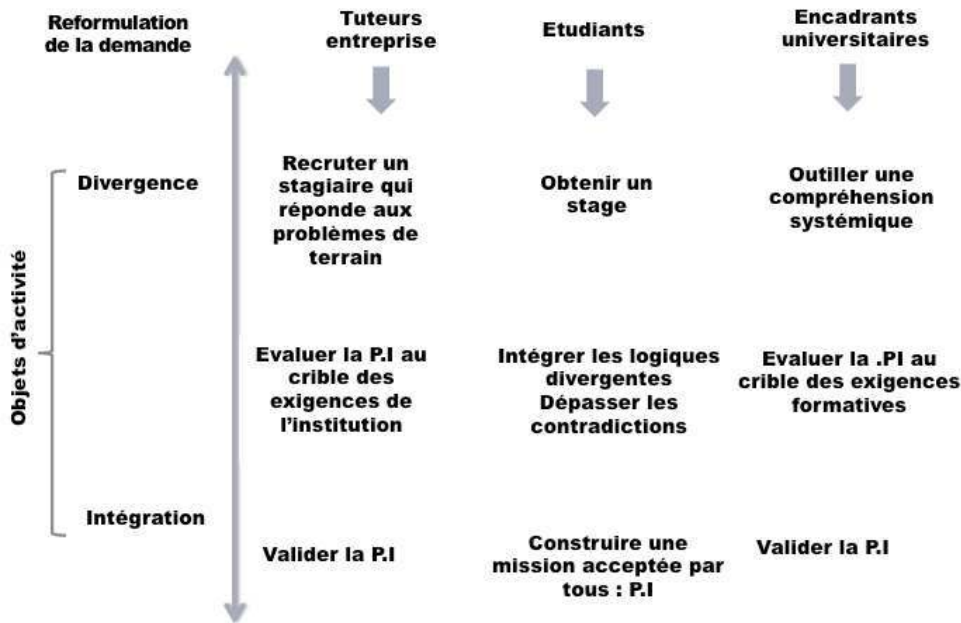 Reformulation
de la demande
Tuteurs
entreprise
Etudiants
Encadrants
universitaires
Objets d'activité
Divergence
Recruter un
stagiaire qui
réponde aux
problèmes de
terrain
Obtenir un
stage
Outiller une
compréhension
systémique
Evaluer la P.I au
crible des
exigences de
l'institution
Intégrer les logiques
divergentes
Dépasser les
contradictions
Evaluer la .PI au
crible des exigences
formatives
Intégration
Valider la P.I
Construire une
mission acceptée par
tous : P.I
Valider la P.I